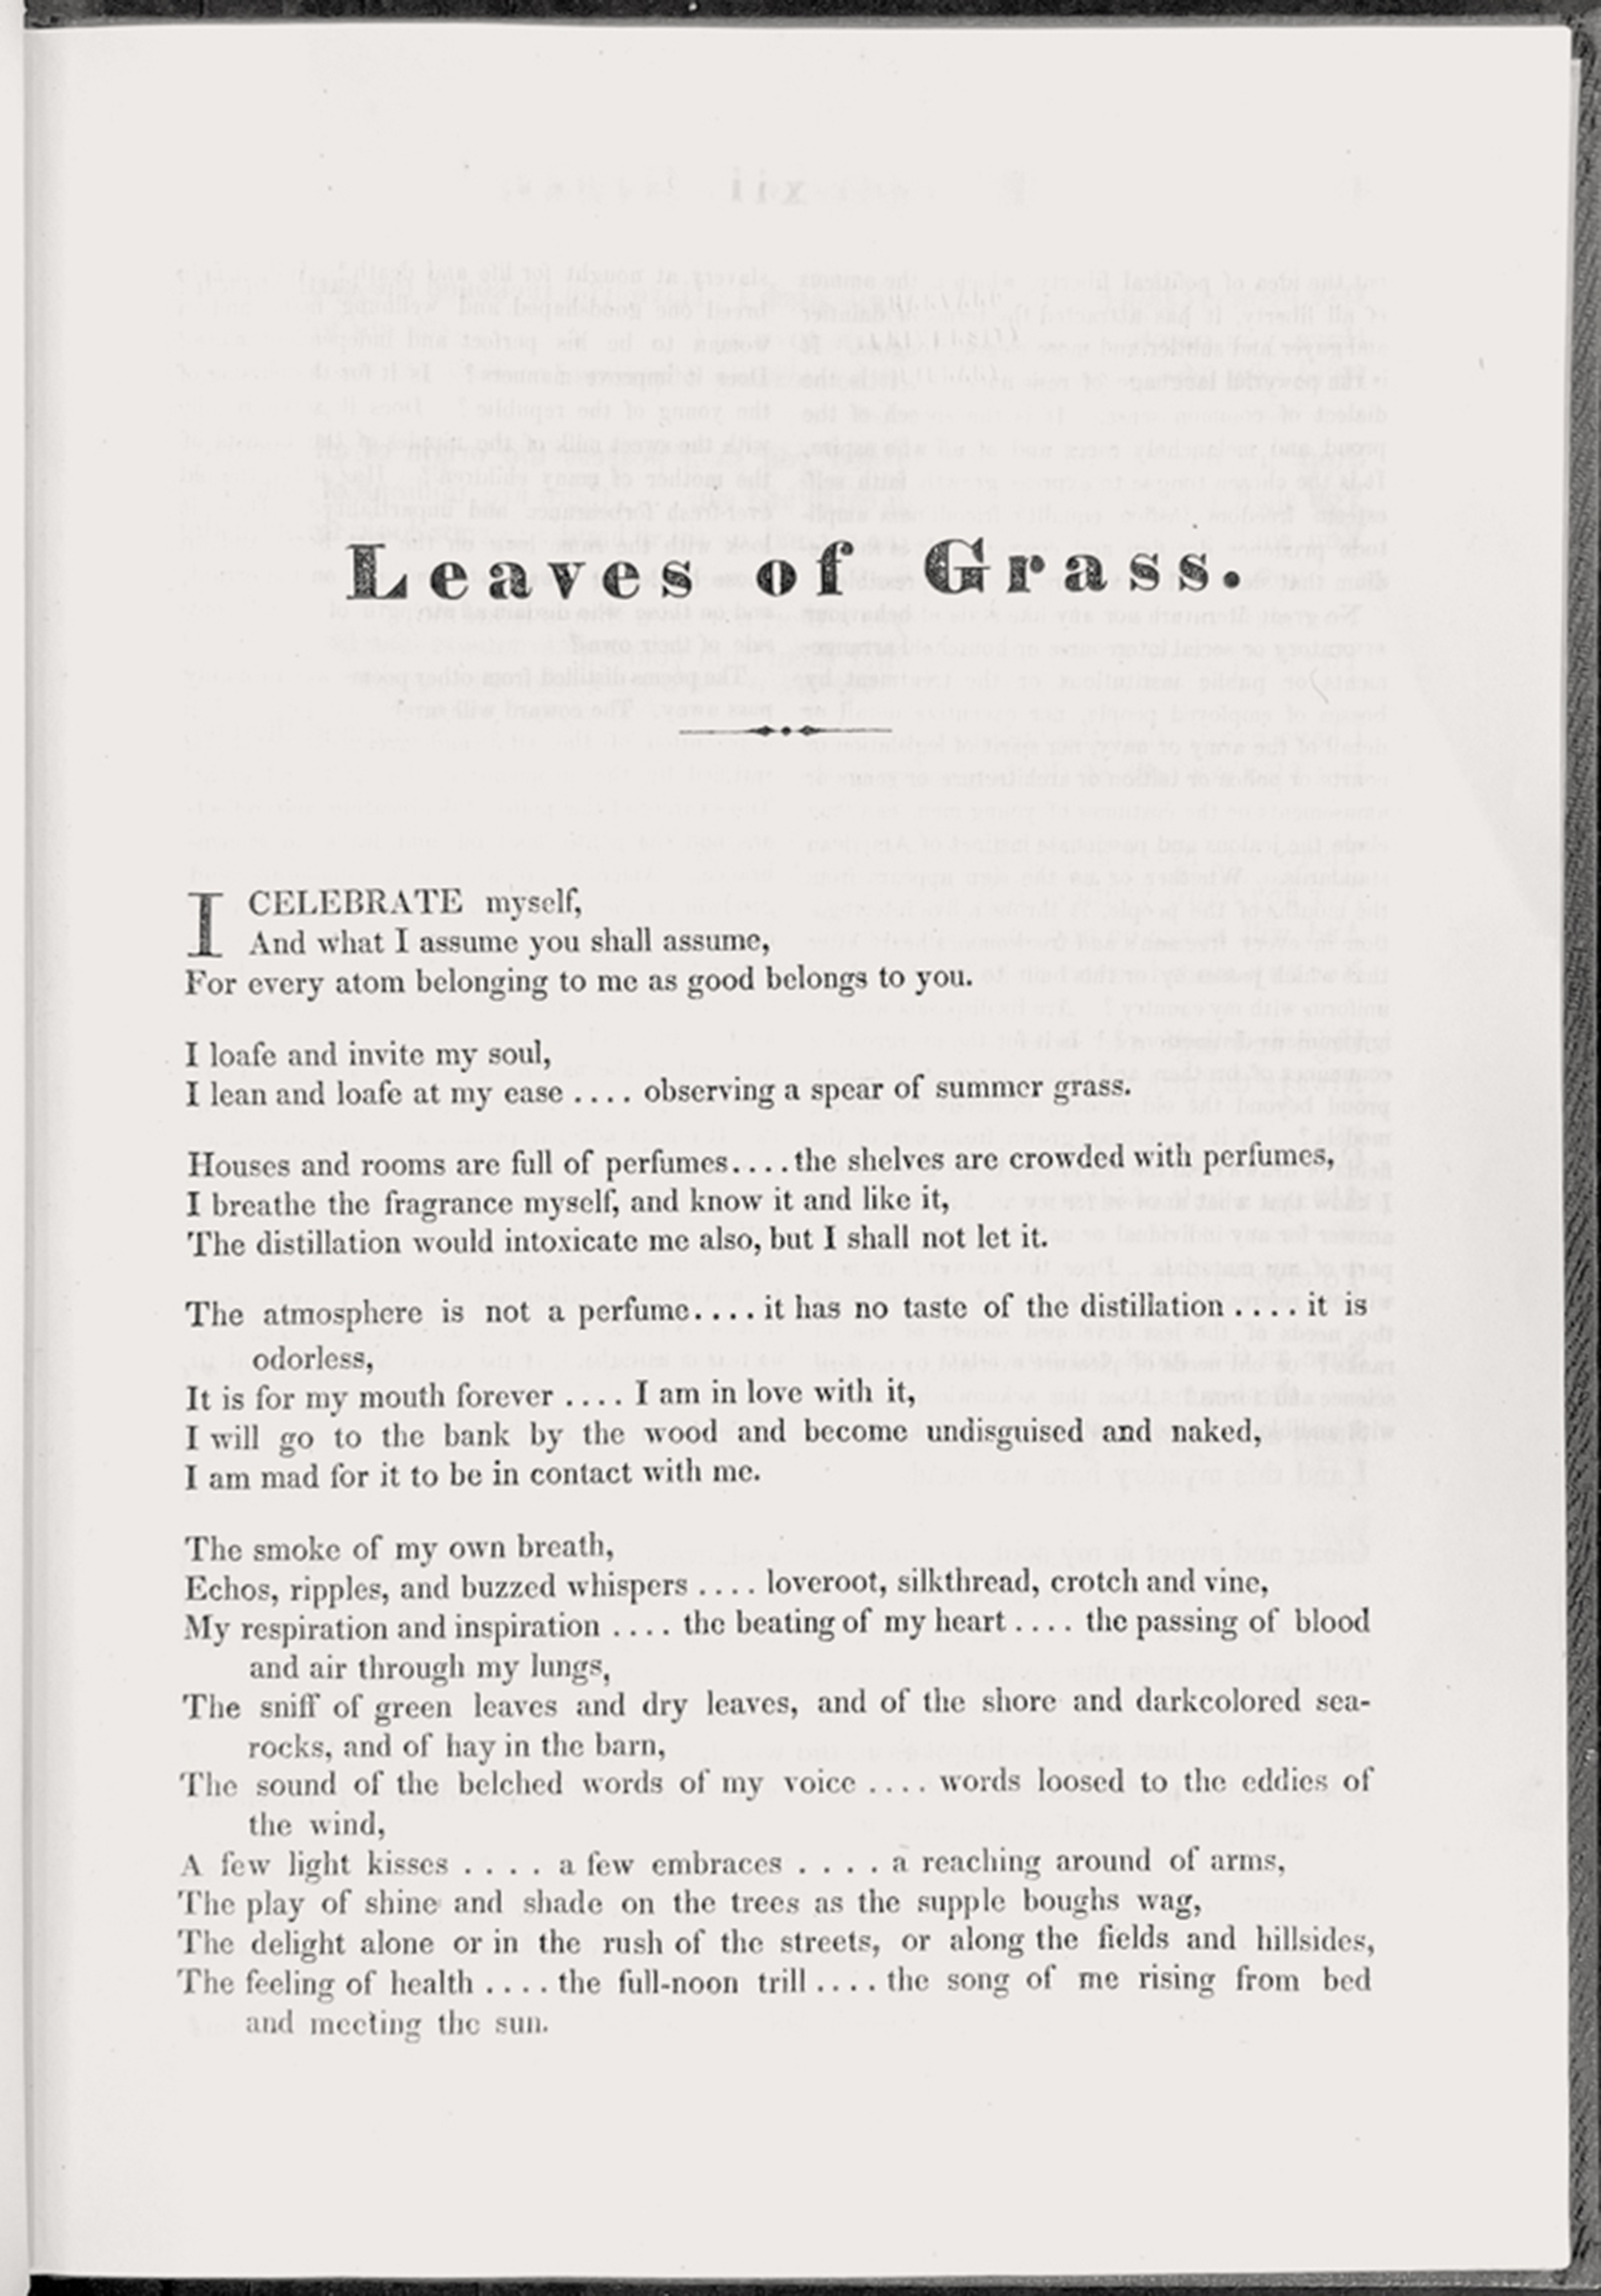 Leaves of Grass.
I CELEBRATE myself,
And what I assume you shall assume,
For every atom belonging to me as good belongs to you.
I loafe and invite my soul,
I lean and loafe at my ease .... observing a spear of summer grass.
Houses and rooms are full of perfumes....the shelves are crowded with perfumes,
I breathe the fragrance myself, and know it and like it,
The distillation would intoxicate me also, but I shall not let it.
The atmosphere is not a perfume....it has no taste of the distillation .... it is
odorless,
It is for my mouth forever .... I am in love with it,
I will go to the bank by the wood and become undisguised and naked,
I am mad for it to be in contact with me.
The smoke of my own breath,
Echos, ripples, and buzzed whispers .... loveroot, silkthread, crotch and vine,
My respiration and inspiration .... the beating of my heart .... the passing of blood
and air through my lungs,
The sniff of green leaves and dry leaves, and of the shore and darkcolored sea-
rocks, and of hay in the barn,
The sound of the belched words of my voice .... words loosed to the eddies of
the wind,
A few light kisses .... a few embraces .... a reaching around of arms,
The play of shine and shade on the trees as the supple boughs wag,
The delight alone or in the rush of the streets, or along the fields and hillsides,
The feeling of health .... the full-noon trill .... the song of me rising from bed
and meeting the sun.